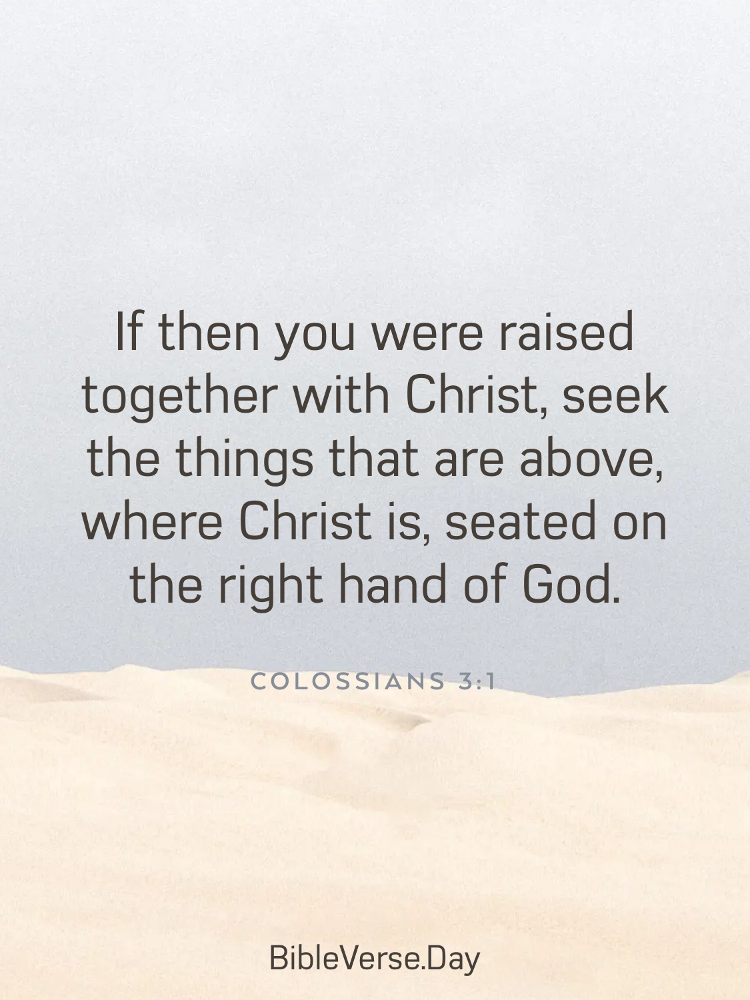 If then you were raised
together with Christ, seek
the things that are above,
where Christ is, seated on
the right hand of God.
COLOSSIANS 3:1
BibleVerse.Day